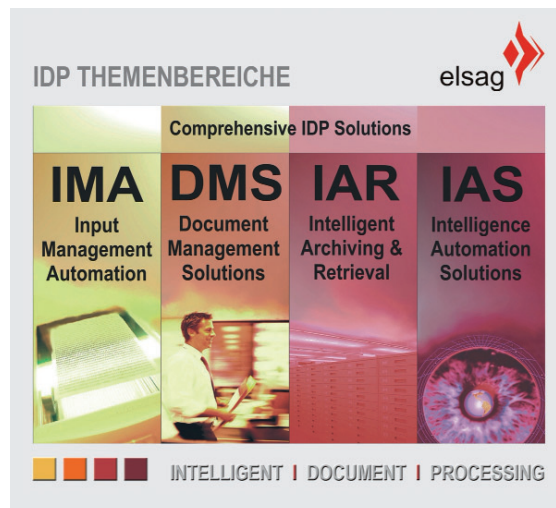 IDP THEMENBEREICHE
elsag
Comprehensive IDP Solutions
IMA
Input
Management
Automation
DMS
Document
Management
Solutions
IAR
Intelligent
Archiving &
Retrieval
IAS
Intelligence
Automation
Solutions
INTELLIGENT I DOCUMENT I PROCESSING